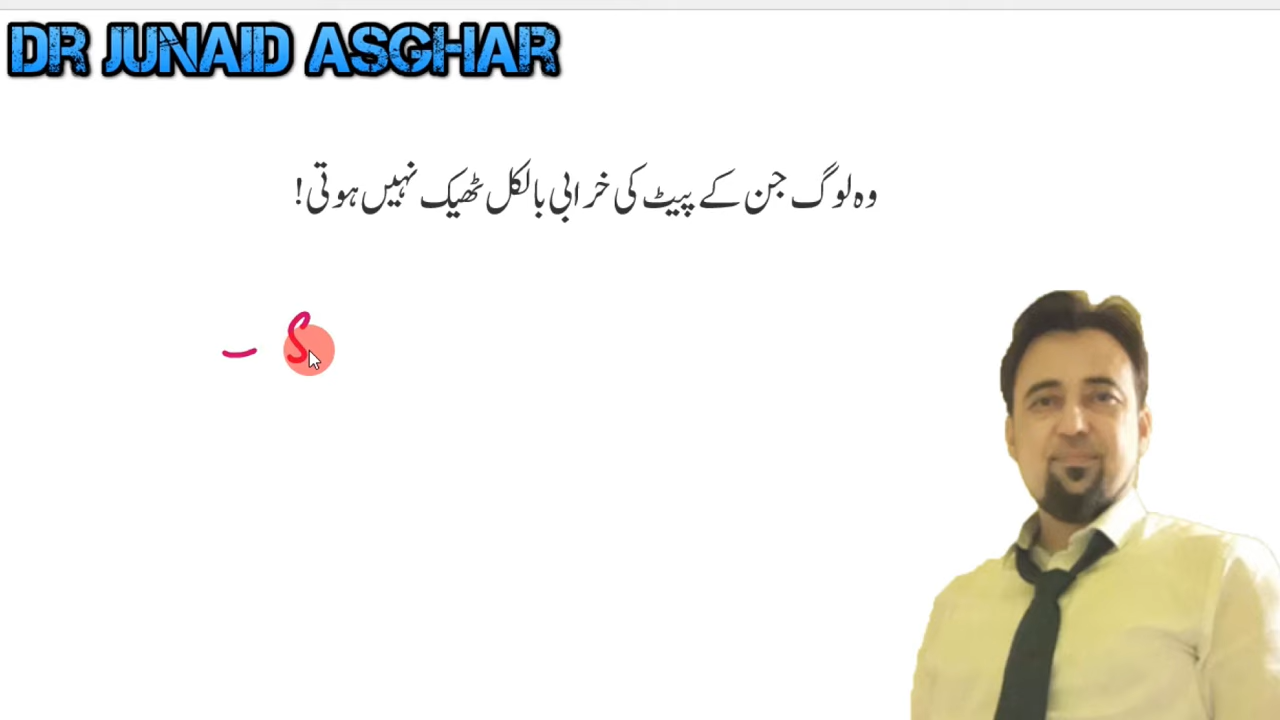 DR JUNAID ASGHAR
وہ لوگ جن کے پیٹ کی خرابی بالکل ٹھیک نہیں ہوتی!
- S